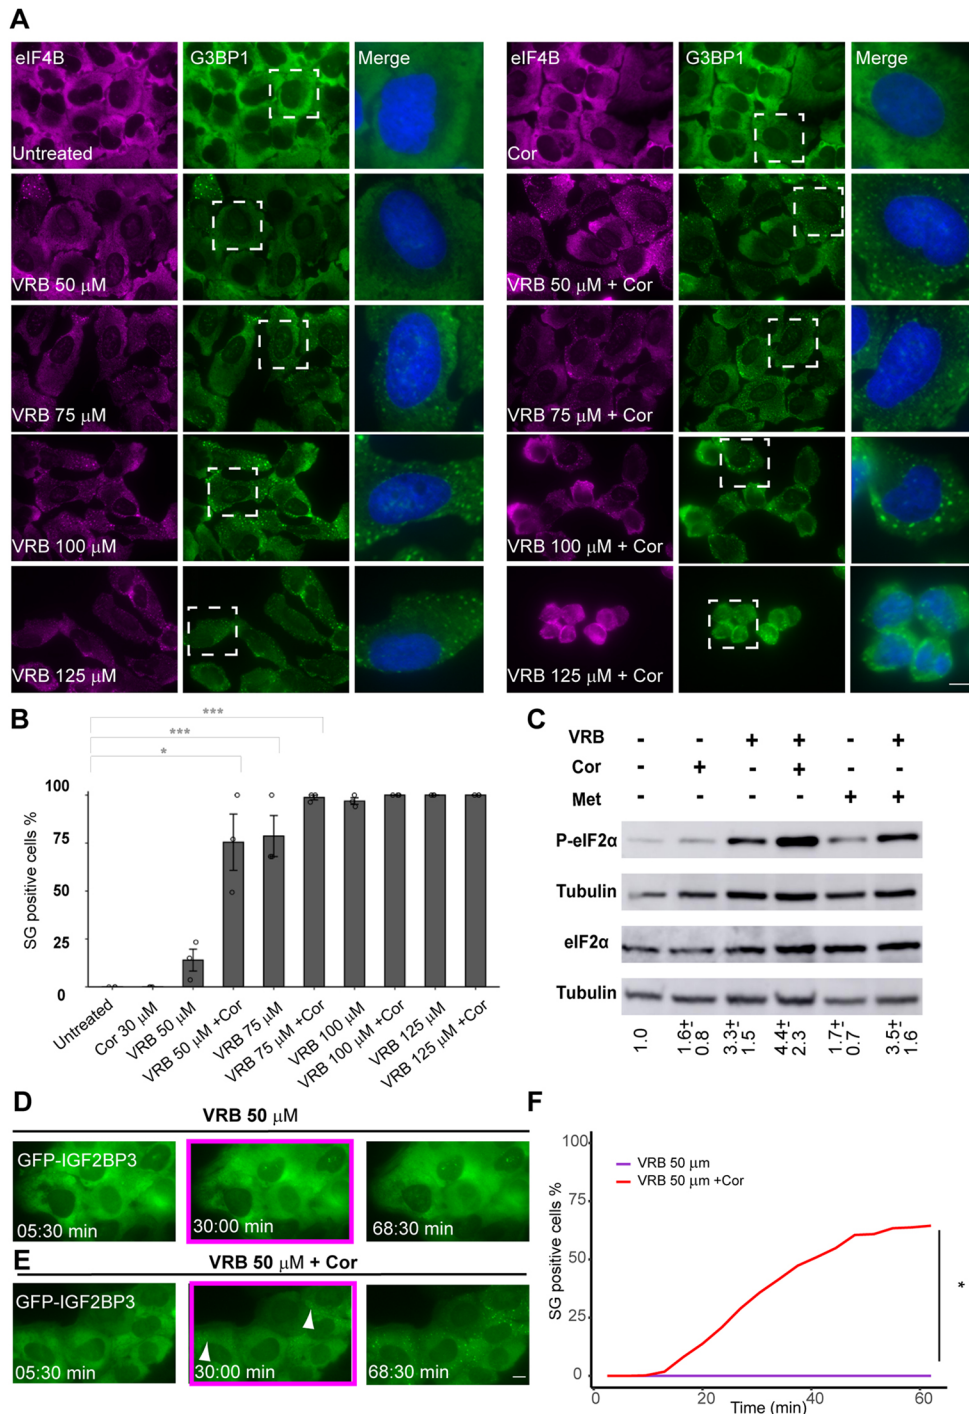 A
eIF4B G3BP1 Merge eIF4B G3BP1 Merge
Untreated Cor
VRB 50 μM VRB 50 μM + Cor
VRB 75 μM VRB 75 μM + Cor
VRB 100 μM VRB 100 μM + Cor
VRB 125 μM VRB 125 μM + Cor
B
***
***
*
SG positive cells %
100
75
50
25
0
Untreated
Cor 30 μM
VRB 50 μM
VRB 50 μM +Cor
VRB 75 μM
VRB 75 μM +Cor
VRB 100 μM
VRB 100 μM +Cor
VRB 125 μM
VRB 125 μM +Cor
C
VRB - - + + - +
Cor - + - + - -
Met - - - - + +
P-eIF2α
Tubulin
eIF2α
Tubulin
1.0
1.6± 0.8
3.3± 1.5
4.4± 2.3
1.7± 0.7
3.5± 1.6
D
VRB 50 μM
GFP-IGF2BP3
05:30 min 30:00 min 68:30 min
E
VRB 50 μM + Cor
GFP-IGF2BP3
05:30 min 30:00 min 68:30 min
F
SG positive cells %
100
75
50
25
0
VRB 50 μm
VRB 50 μm +Cor
*
0 20 40 60
Time (min)